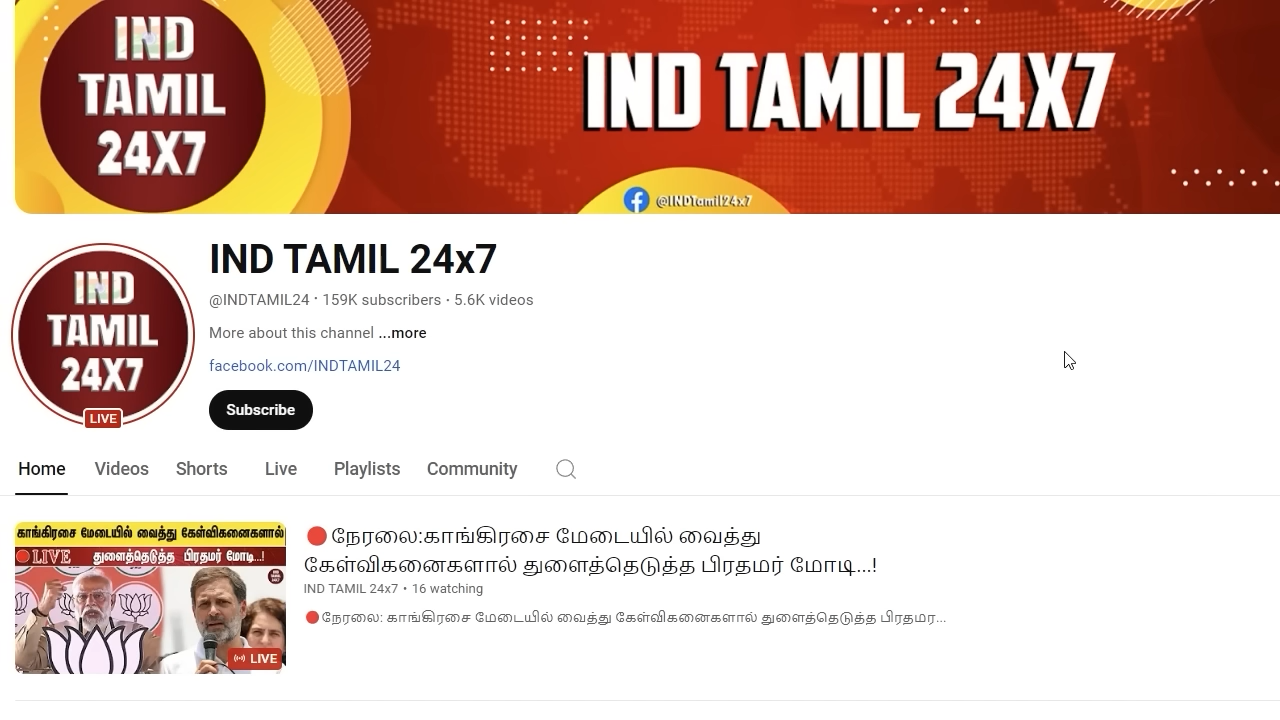 IND
TAMIL
24X7
IND TAMIL 24X7
@INDTamil24x7
IND
TAMIL
24X7
LIVE
IND TAMIL 24x7
@INDTAMIL24 • 159K subscribers • 5.6K videos
More about this channel ...more
facebook.com/INDTAMIL24
Subscribe
Home Videos Shorts Live Playlists Community
காங்கிரசை மேடையில் வைத்து கேள்விகனைகளால்
LIVE துளைத்தெடுத்த பிரதமர் மோடி...!
LIVE
🔴நேரலை:காங்கிரசை மேடையில் வைத்து
கேள்விகனைகளால் துளைத்தெடுத்த பிரதமர் மோடி...!
IND TAMIL 24x7 • 16 watching
🔴நேரலை: காங்கிரசை மேடையில் வைத்து கேள்விகனைகளால் துளைத்தெடுத்த பிரதமர...